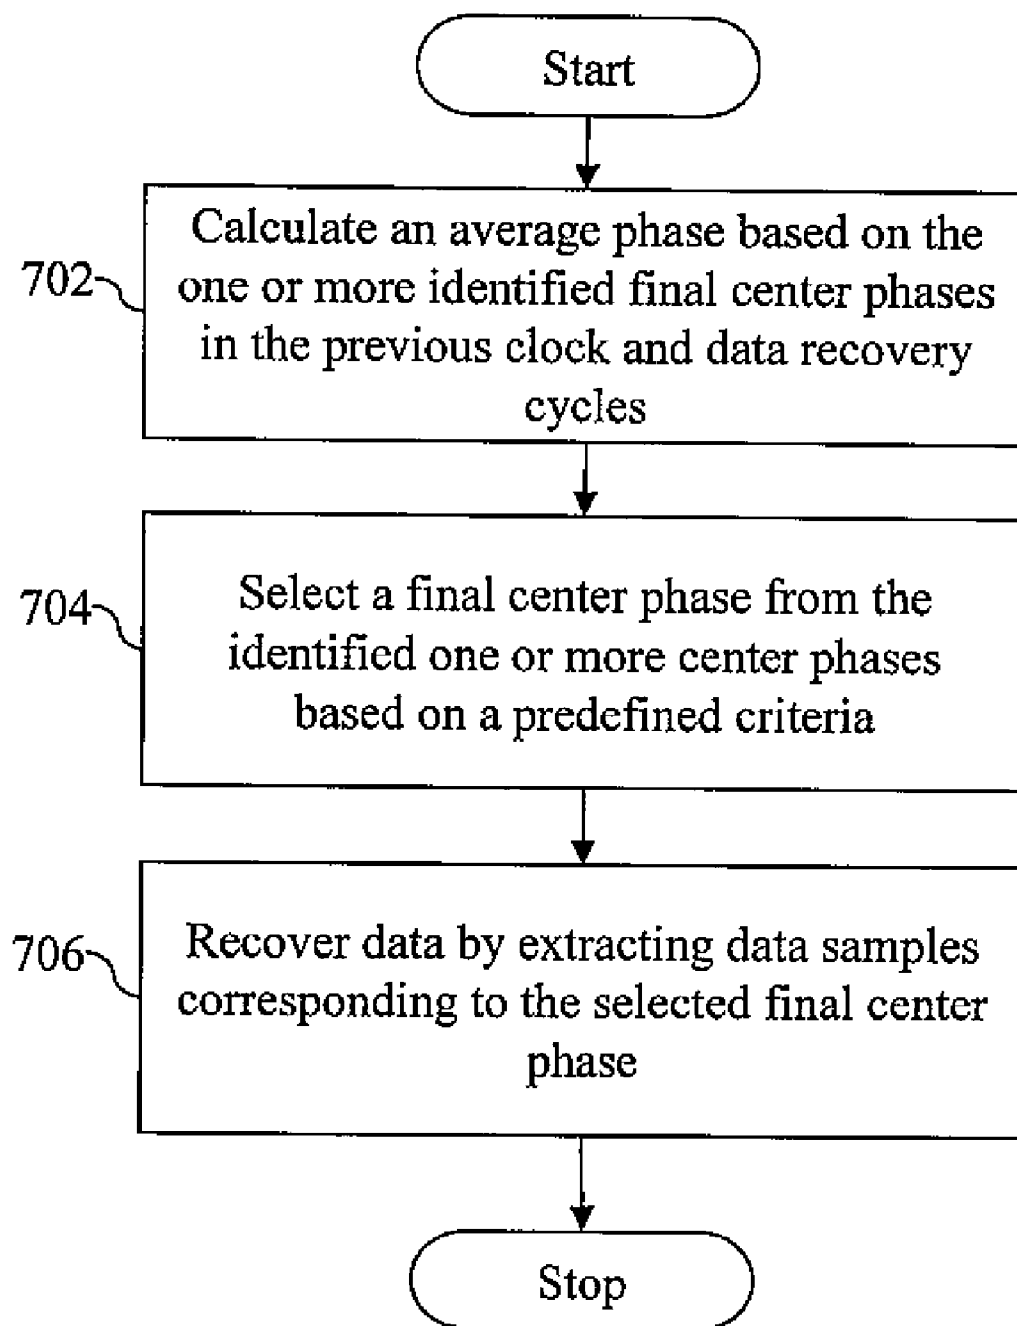 Start
702
Calculate an average phase based on the
one or more identified final center phases
in the previous clock and data recovery
cycles
704
Select a final center phase from the
identified one or more center phases
based on a predefined criteria
706
Recover data by extracting data samples
corresponding to the selected final center
phase
Stop